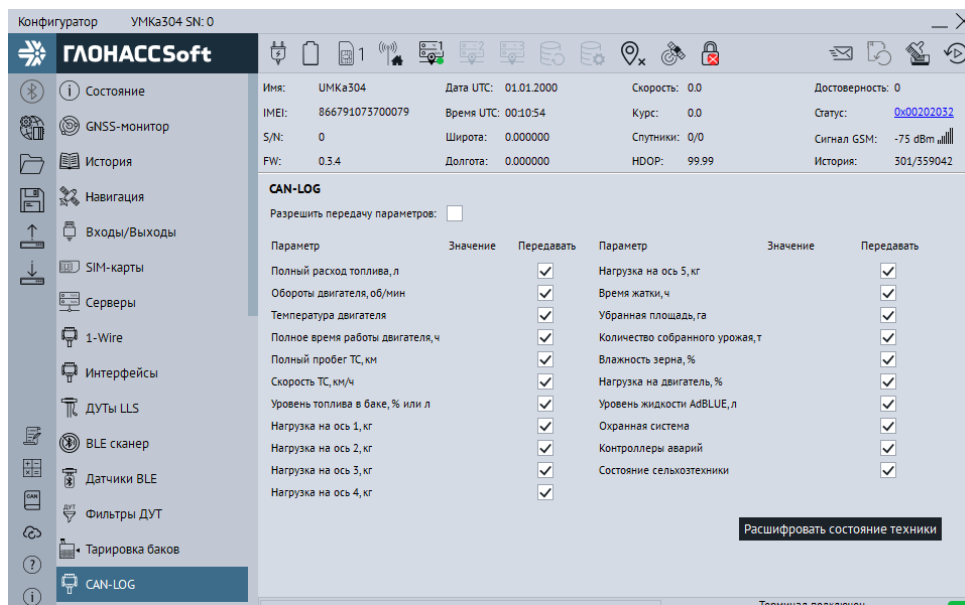 Конфигуратор УМКа304 SN: 0
ГЛОНАССSoft 1
Имя: UMKa304 Дата UTC: 01.01.2000 Скорость: 0.0 Достоверность: 0
IMEI: 866791073700079 Время UTC: 00:10:54 Курс: 0.0 Статус: 0x00202032
S/N: 0 Широта: 0.000000 Спутники: 0/0 Сигнал GSM: -75 dBm
FW: 0.3.4 Долгота: 0.000000 HDOP: 99.99 История: 301/359042
Состояние
GNSS-монитор
История
Навигация
Входы/Выходы
SIM-карты
Серверы
1-Wire
Интерфейсы
ДУТы LLS
BLE сканер
Датчики BLE
Фильтры ДУТ
Тарировка баков
CAN-LOG
CAN-LOG
Разрешить передачу параметров:
Параметр Значение Передавать
Полный расход топлива, л
Обороты двигателя, об/мин
Температура двигателя
Полное время работы двигателя, ч
Полный пробег ТС, км
Скорость ТС, км/ч
Уровень топлива в баке, % или л
Нагрузка на ось 1, кг
Нагрузка на ось 2, кг
Нагрузка на ось 3, кг
Нагрузка на ось 4, кг
Параметр Значение Передавать
Нагрузка на ось 5, кг
Время жатки, ч
Убранная площадь, га
Количество собранного урожая, т
Влажность зерна, %
Нагрузка на двигатель, %
Уровень жидкости AdBLUE, л
Охранная система
Контроллеры аварий
Состояние сельхозтехники
Расшифровать состояние техники
Терминал подключен